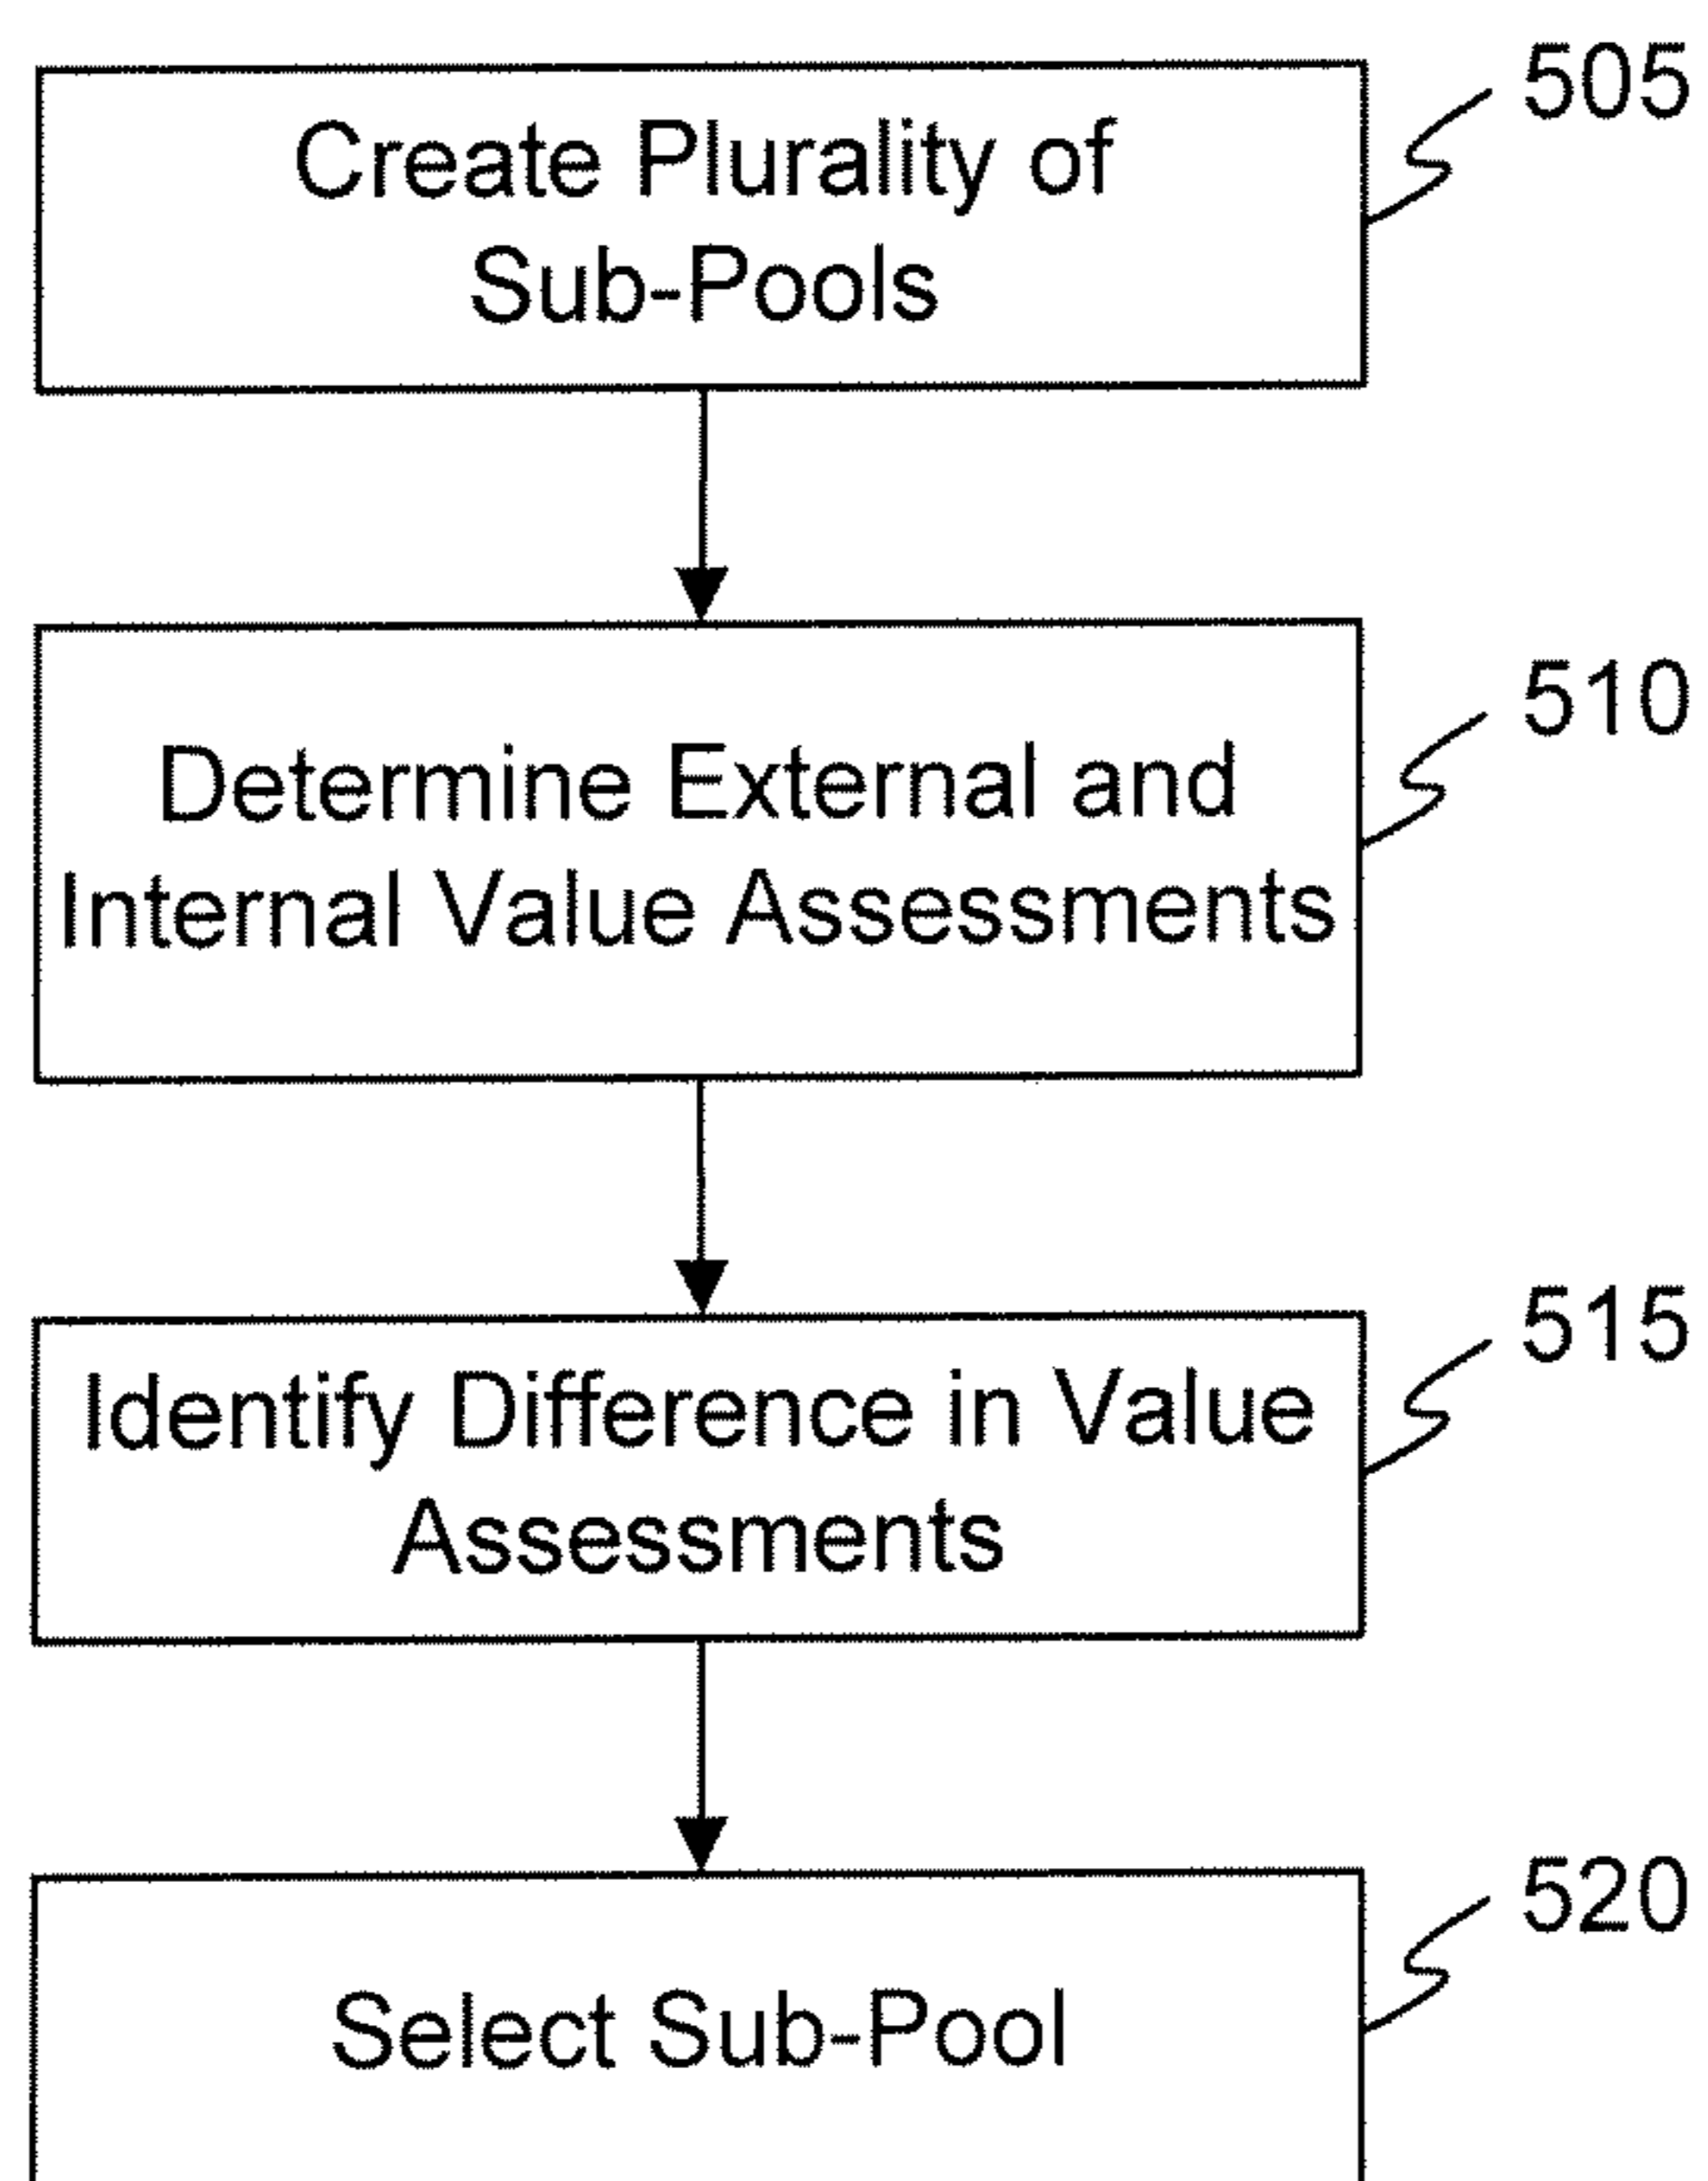 505
Create Plurality of
Sub-Pools
510
Determine External and
Internal Value Assessments
515
Identify Difference in Value
Assessments
520
Select Sub-Pool